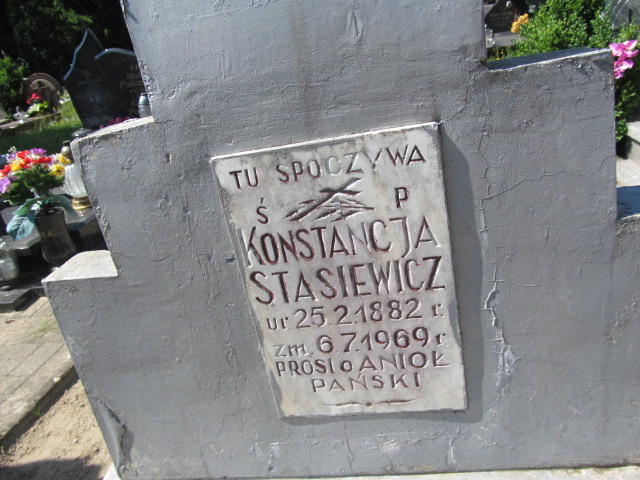 TU SPOCZYWA
Ś P
KONSTANCJA
STASIEWICZ
ur. 25.2.1882 r.
zm. 6.7.1969 r.
PROSI O ANIOŁ
PAŃSKI